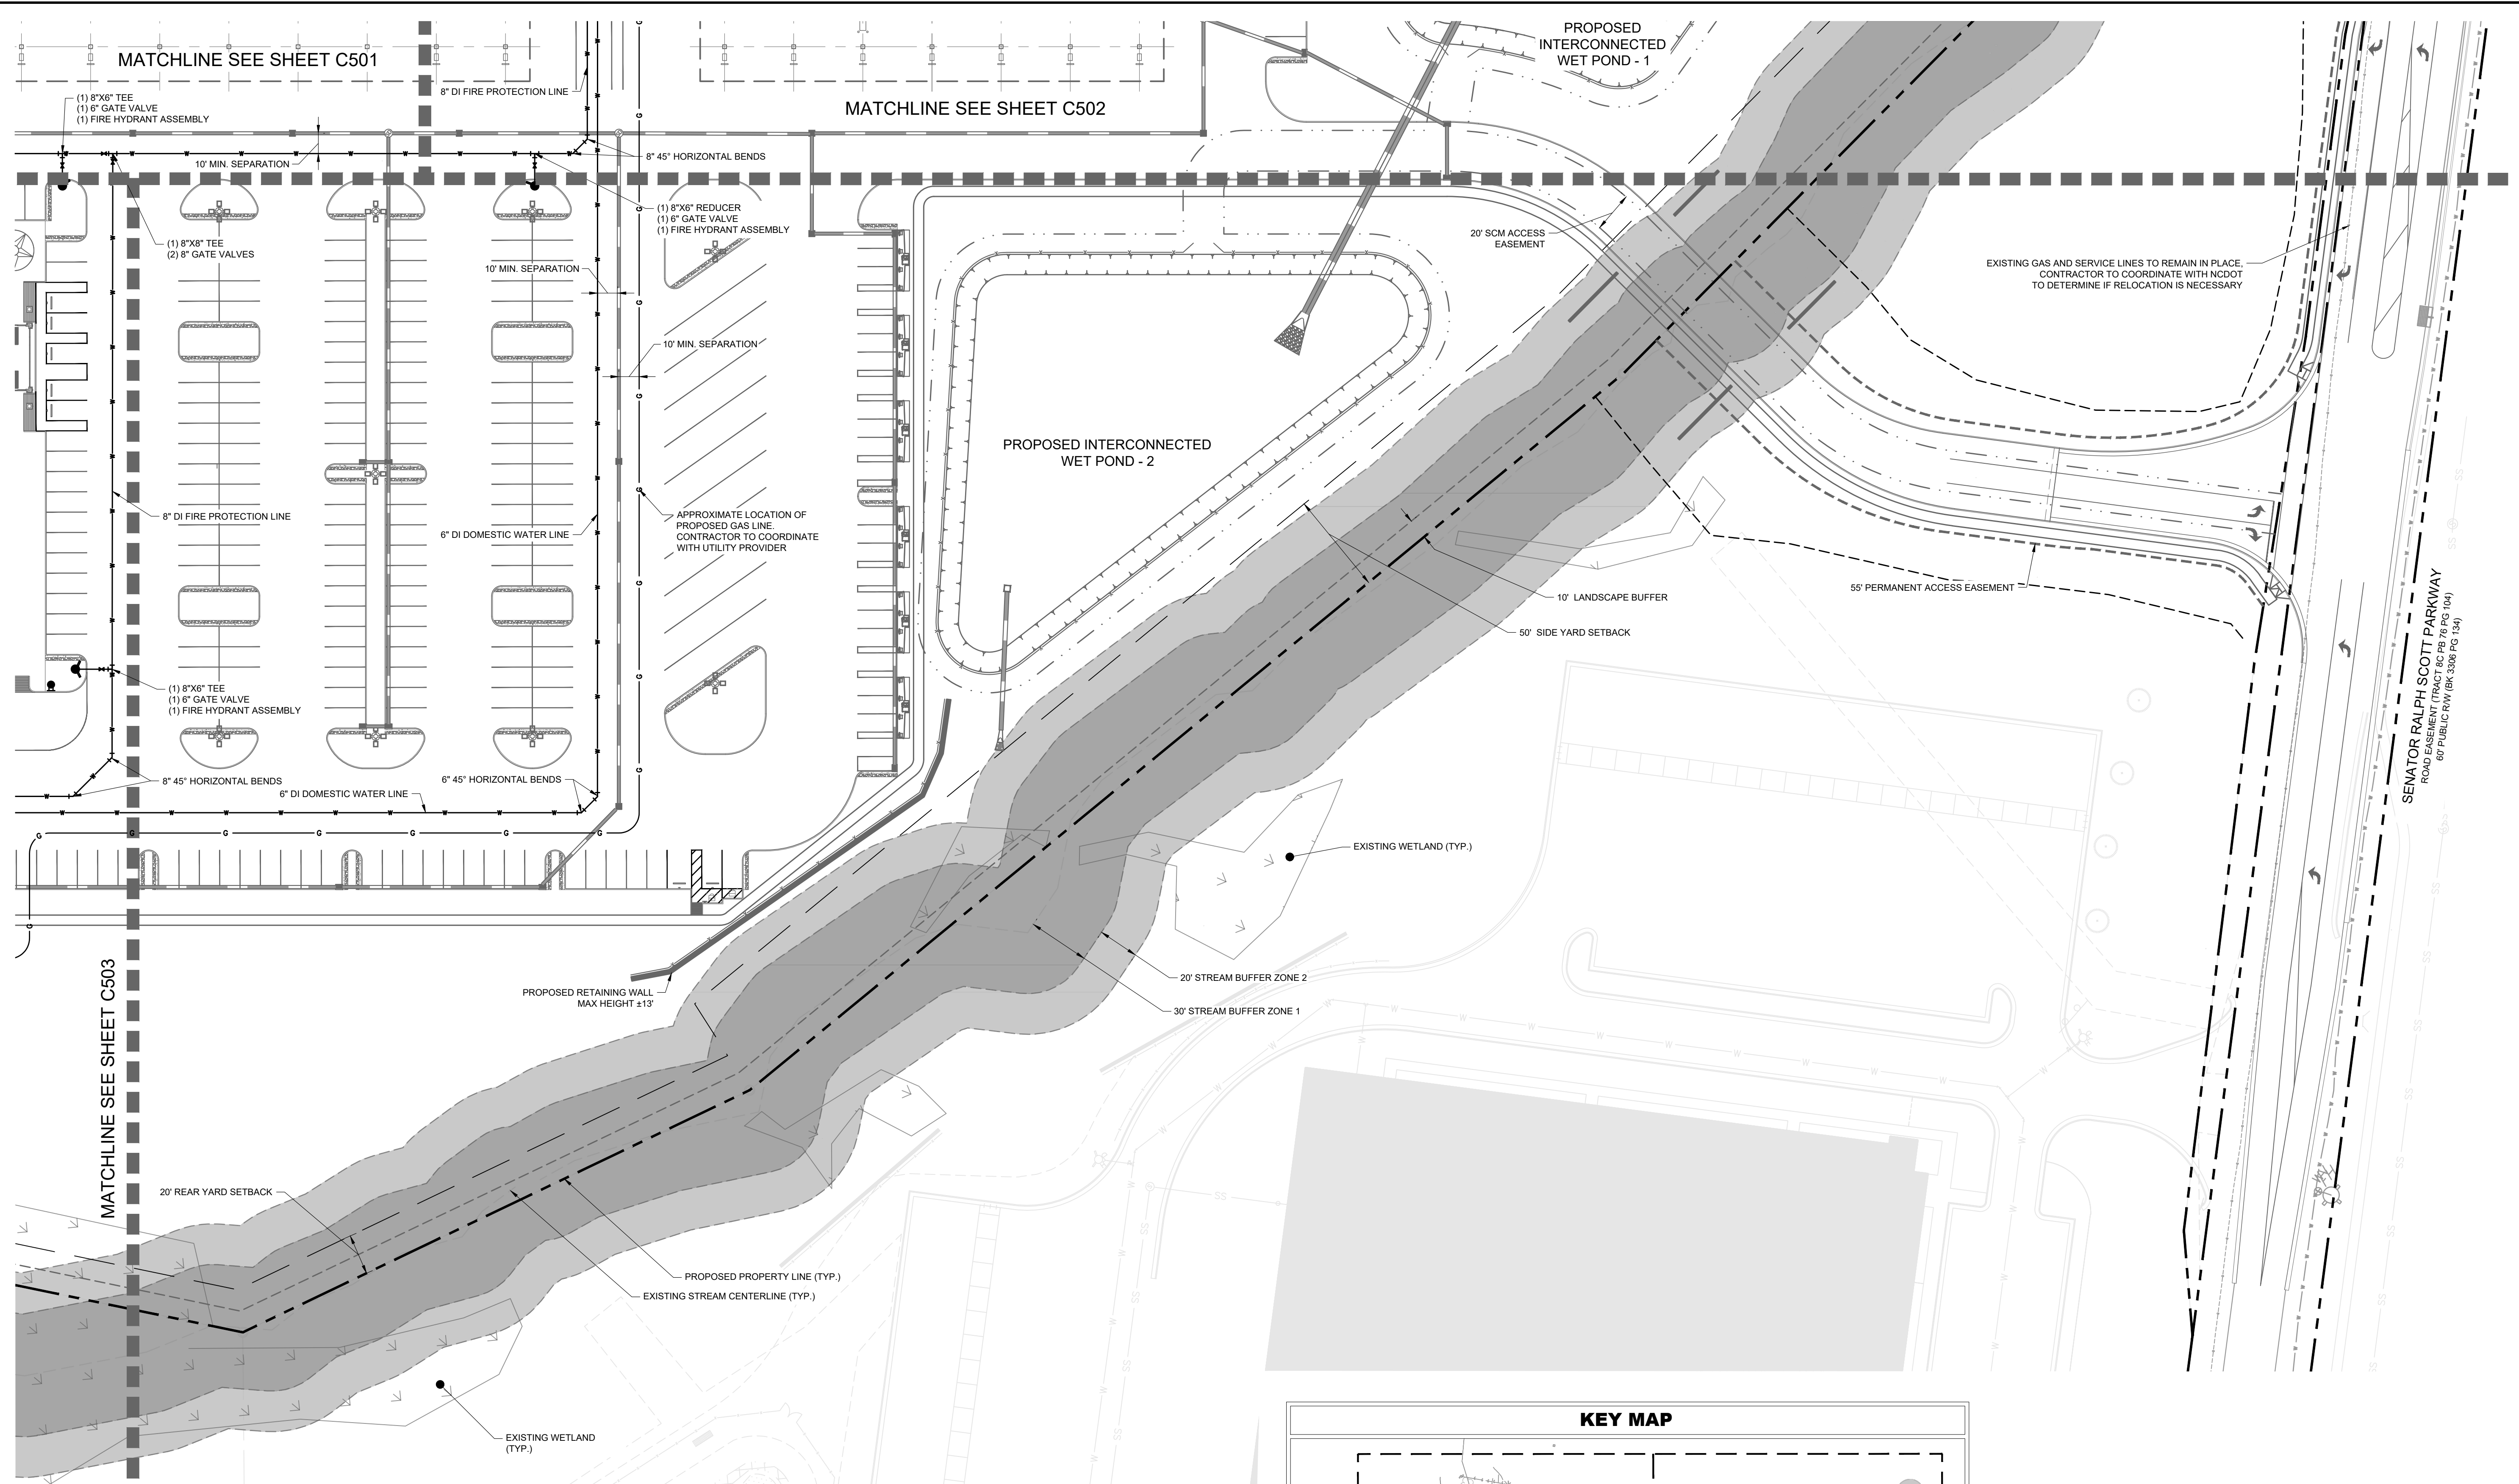 MATCHLINE SEE SHEET C501
8" DI FIRE PROTECTION LINE
(1) 8"X6" TEE
(1) 6" GATE VALVE
(1) FIRE HYDRANT ASSEMBLY
MATCHLINE SEE SHEET C502
PROPOSED
INTERCONNECTED
WET POND - 1
10' MIN. SEPARATION
8" 45° HORIZONTAL BENDS
(1) 8"X6" REDUCER
(1) 6" GATE VALVE
(1) FIRE HYDRANT ASSEMBLY
(1) 8"X8" TEE
(2) 8" GATE VALVES
20' SCM ACCESS
EASEMENT
10' MIN. SEPARATION
EXISTING GAS AND SERVICE LINES TO REMAIN IN PLACE,
CONTRACTOR TO COORDINATE WITH NCDOT
TO DETERMINE IF RELOCATION IS NECESSARY
10' MIN. SEPARATION
PROPOSED INTERCONNECTED
WET POND - 2
8" DI FIRE PROTECTION LINE
6" DI DOMESTIC WATER LINE
APPROXIMATE LOCATION OF
PROPOSED GAS LINE.
CONTRACTOR TO COORDINATE
WITH UTILITY PROVIDER
55' PERMANENT ACCESS EASEMENT
10' LANDSCAPE BUFFER
50' SIDE YARD SETBACK
SENATOR RALPH SCOTT PARKWAY
ROAD EASEMENT (TRACT 8C PB 76 PG 104)
60' PUBLIC R/W (BK 3306 PG 134)
(1) 8"X6" TEE
(1) 6" GATE VALVE
(1) FIRE HYDRANT ASSEMBLY
8" 45° HORIZONTAL BENDS
6" 45° HORIZONTAL BENDS
6" DI DOMESTIC WATER LINE
EXISTING WETLAND (TYP.)
MATCHLINE SEE SHEET C503
PROPOSED RETAINING WALL
MAX HEIGHT ±13'
20' STREAM BUFFER ZONE 2
30' STREAM BUFFER ZONE 1
20' REAR YARD SETBACK
PROPOSED PROPERTY LINE (TYP.)
EXISTING STREAM CENTERLINE (TYP.)
EXISTING WETLAND
(TYP.)
KEY MAP